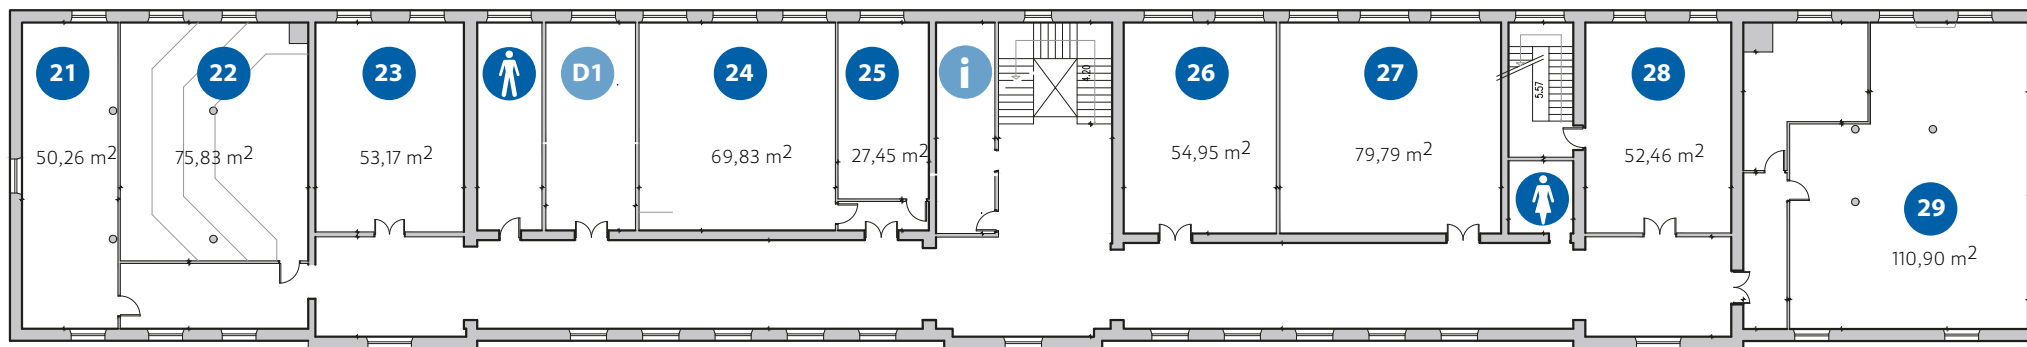 21
22
23
D1
24
25
i
26
27
28
29
50,26 m²
75,83 m²
53,17 m²
69,83 m²
27,45 m²
4.20
54,95 m²
79,79 m²
5.57
52,46 m²
110,90 m²